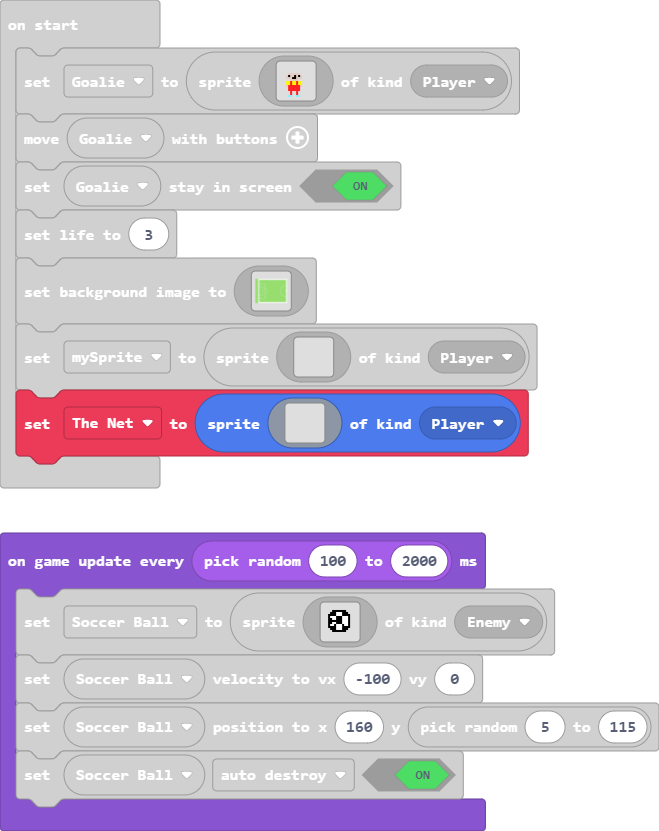 on start
set Goalie to sprite of kind Player
move Goalie with buttons
set Goalie stay in screen ON
set life to 3
set background image to
set mySprite to sprite of kind Player
set The Net to sprite of kind Player
on game update every pick random 100 to 2000 ms
set Soccer Ball to sprite of kind Enemy
set Soccer Ball velocity to vx -100 vy 0
set Soccer Ball position to x 160 y pick random 5 to 115
set Soccer Ball auto destroy ON